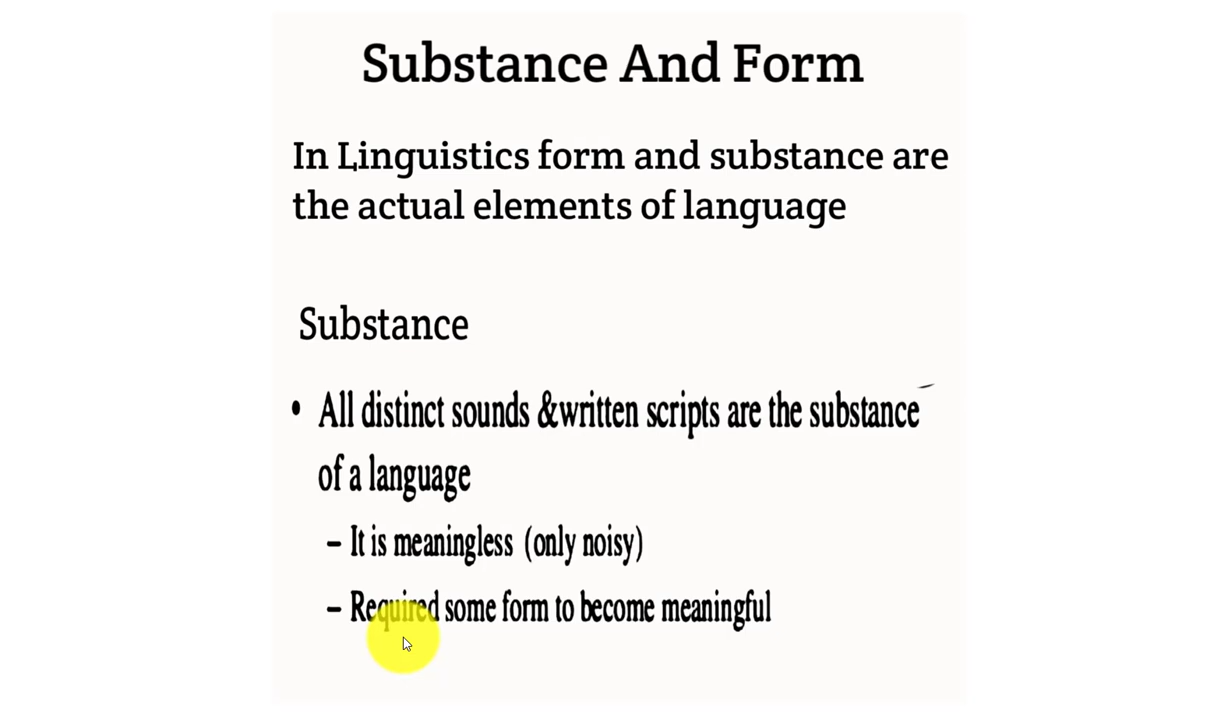 Substance And Form
In Linguistics form and substance are
the actual elements of language
Substance
• All distinct sounds &written scripts are the substance
of a language
– It is meaningless (only noisy)
– Required some form to become meaningful